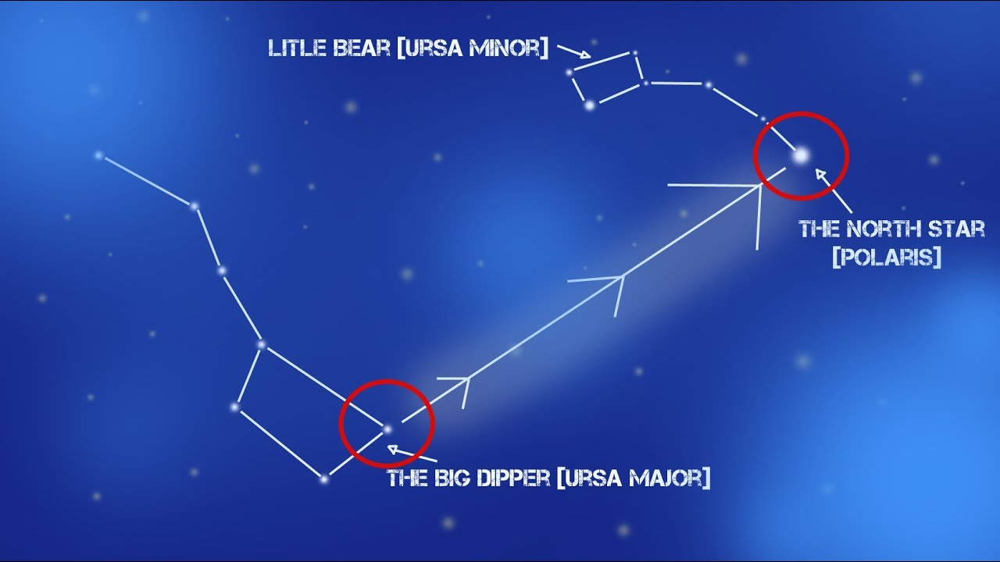 LITLE BEAR [URSA MINOR]
THE NORTH STAR
[POLARIS]
THE BIG DIPPER [URSA MAJOR]